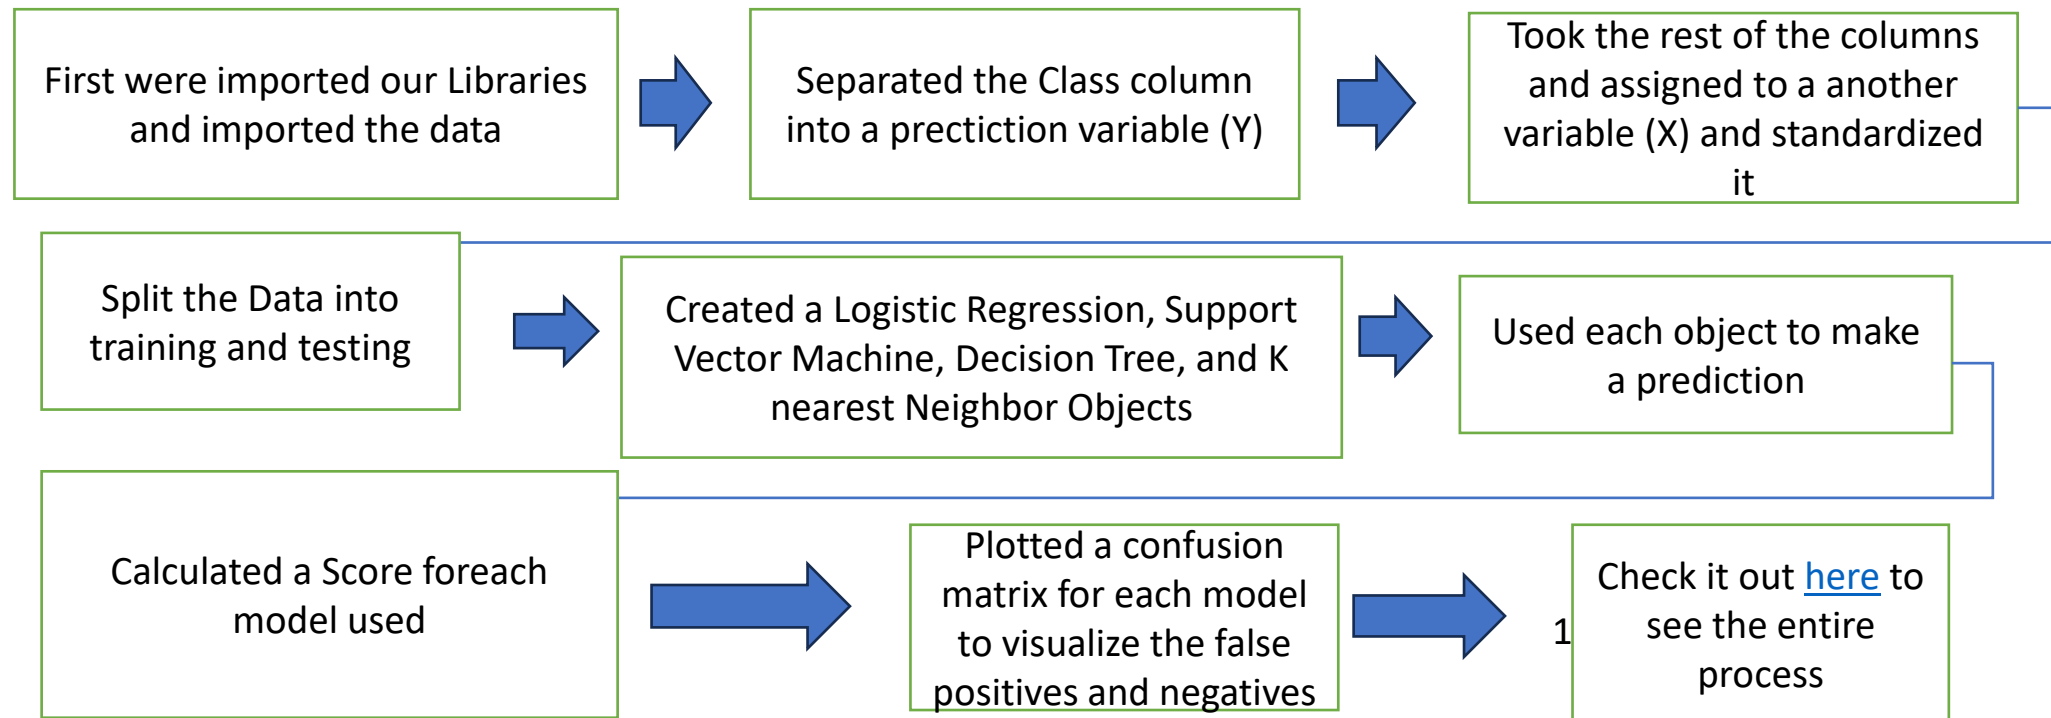 First were imported our Libraries
and imported the data
Separated the Class column
into a prectiction variable (Y)
Took the rest of the columns
and assigned to a another
variable (X) and standardized
it
Split the Data into
training and testing
Created a Logistic Regression, Support
Vector Machine, Decision Tree, and K
nearest Neighbor Objects
Used each object to make
a prediction
Calculated a Score foreach
model used
Plotted a confusion
matrix for each model
to visualize the false
positives and negatives
1
Check it out here to
see the entire
process